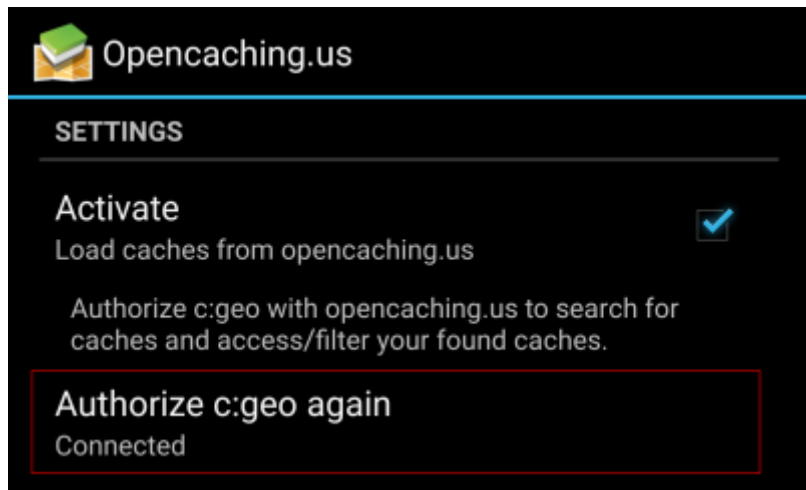 Opencaching.us
SETTINGS
Activate
Load caches from opencaching.us
Authorize c:geo with opencaching.us to search for
caches and access/filter your found caches.
Authorize c:geo again
Connected